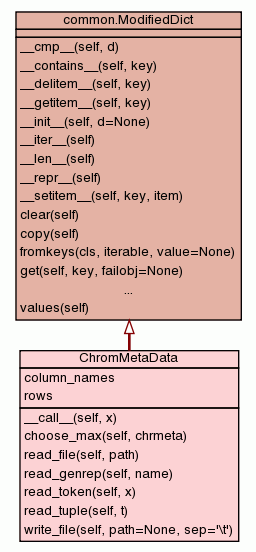 common.ModifiedDict
__cmp__(self, d)
__contains__(self, key)
__delitem__(self, key)
__getitem__(self, key)
__init__(self, d=None)
__iter__(self)
__len__(self)
__repr__(self)
__setitem__(self, key, item)
clear(self)
copy(self)
fromkeys(cls, iterable, value=None)
get(self, key, failobj=None)
...
values(self)
ChromMetaData
column_names
rows
__call__(self, x)
choose_max(self, chrmeta)
read_file(self, path)
read_genrep(self, name)
read_token(self, x)
read_tuple(self, t)
write_file(self, path=None, sep='\t')